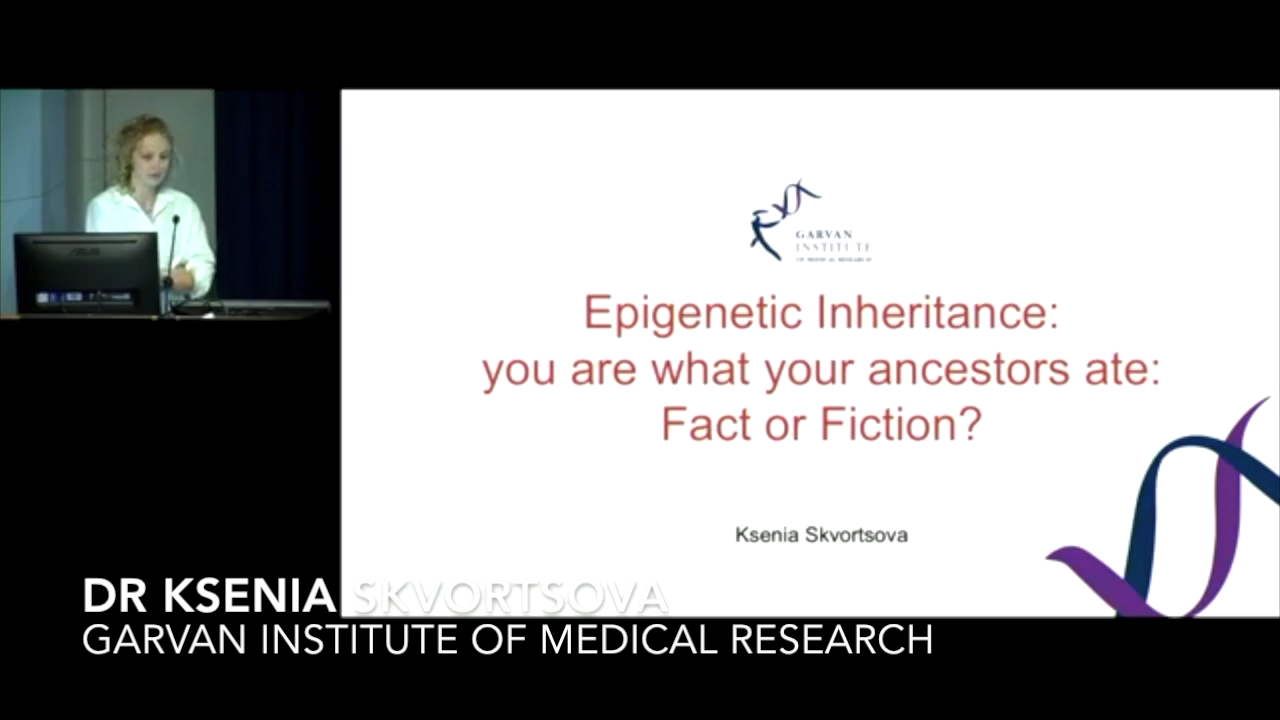 GARVAN
INSTITUTE
OF MEDICAL RESEARCH
Epigenetic Inheritance:
you are what your ancestors ate:
Fact or Fiction?
Ksenia Skvortsova
DR KSENIA SKVORTSOVA
GARVAN INSTITUTE OF MEDICAL RESEARCH